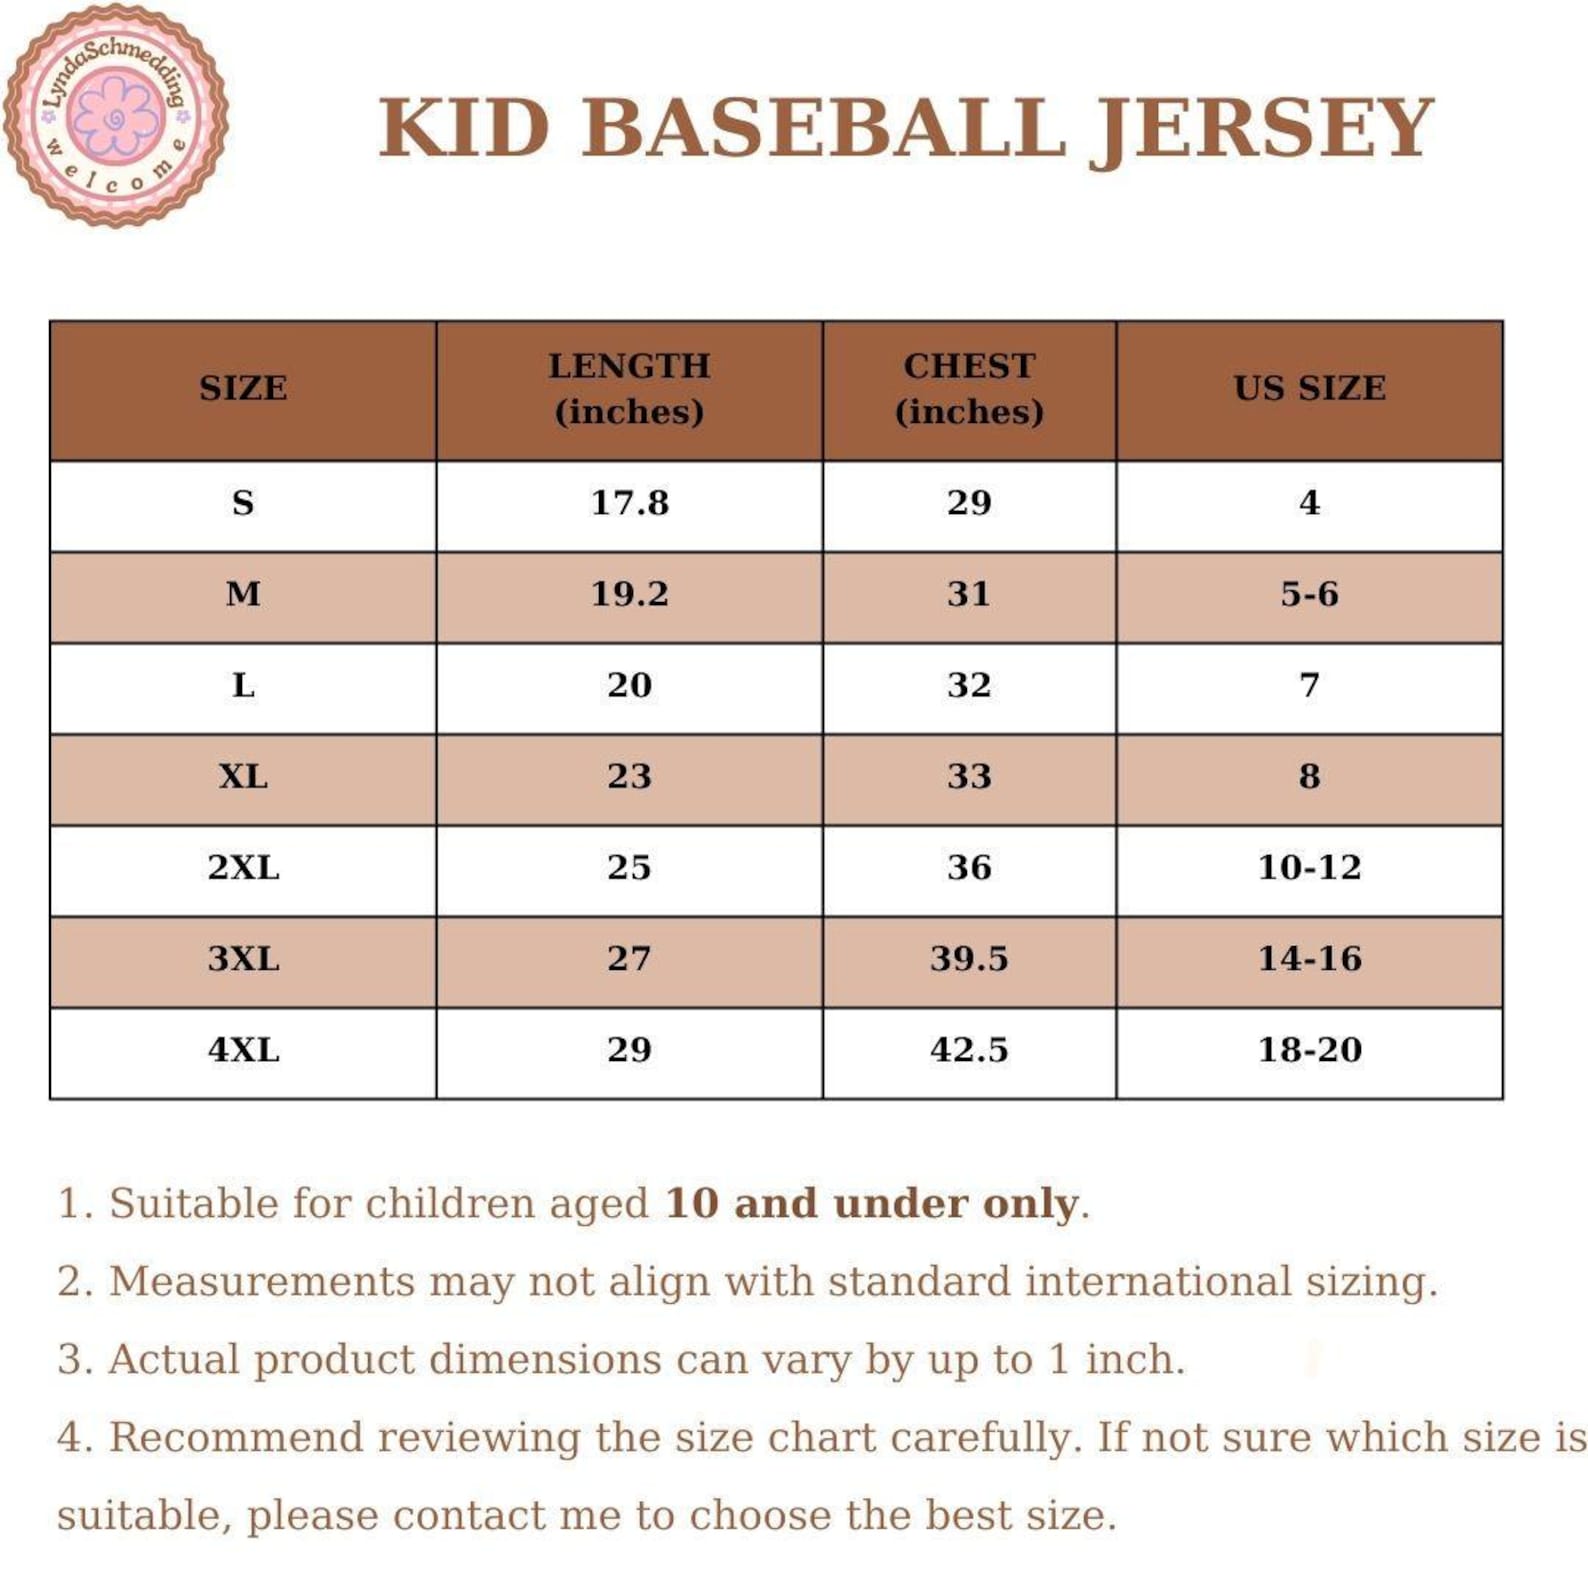 LyndaSchmedding
welcome
KID BASEBALL JERSEY
SIZE LENGTH (inches) CHEST (inches) US SIZE
S 17.8 29 4
M 19.2 31 5-6
L 20 32 7
XL 23 33 8
2XL 25 36 10-12
3XL 27 39.5 14-16
4XL 29 42.5 18-20
1. Suitable for children aged 10 and under only.
2. Measurements may not align with standard international sizing.
3. Actual product dimensions can vary by up to 1 inch.
4. Recommend reviewing the size chart carefully. If not sure which size is
suitable, please contact me to choose the best size.